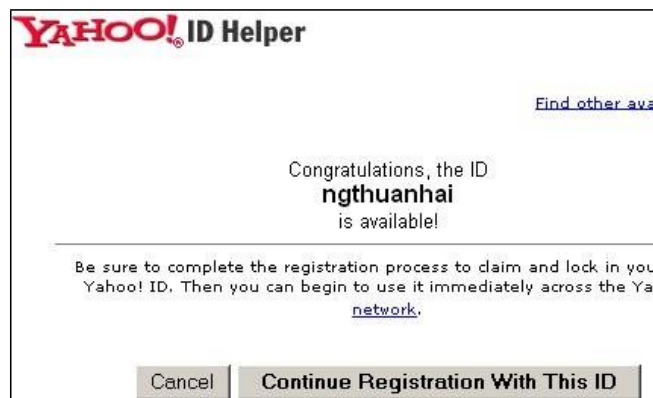 YAHOO!® ID Helper
Find other ava
Congratulations, the ID
ngthuanhai
is available!
Be sure to complete the registration process to claim and lock in you
Yahoo! ID. Then you can begin to use it immediately across the Ya
network.
Cancel Continue Registration With This ID